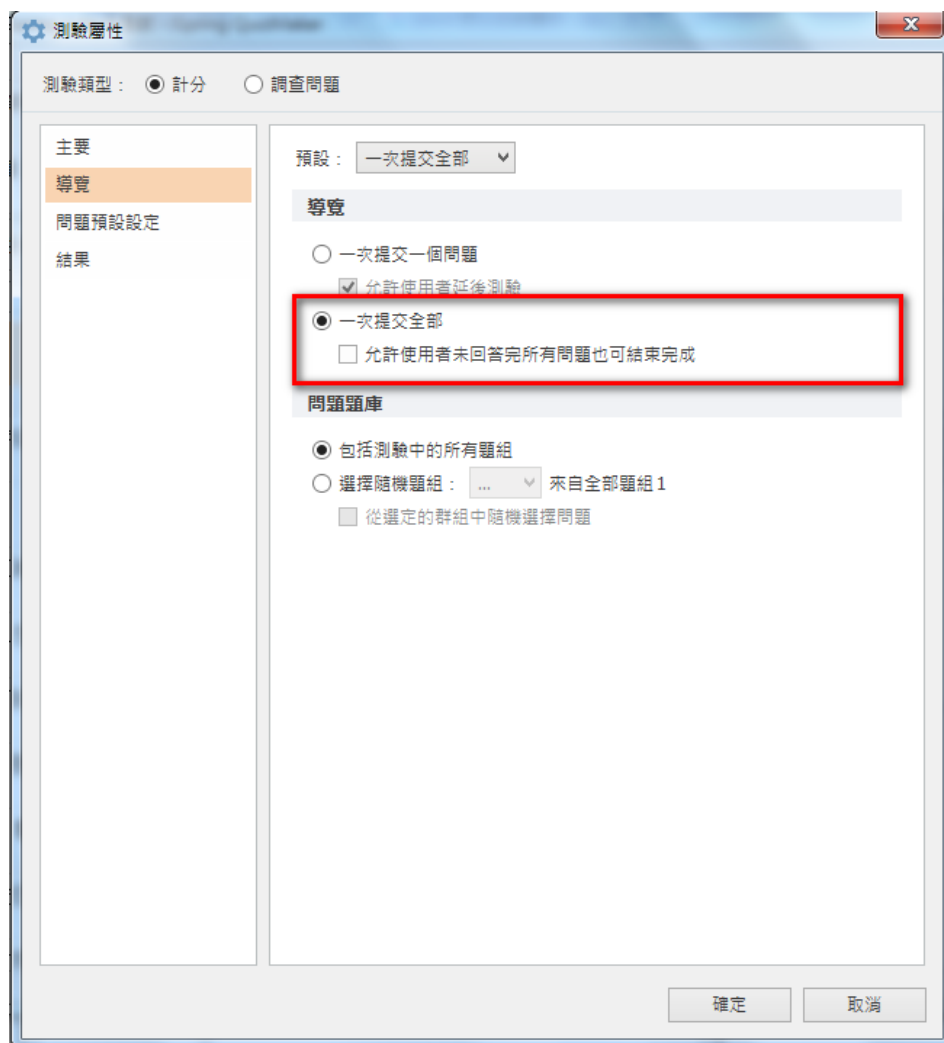 測驗屬性
測驗類型： 計分 調查問題
主要
導覽
問題預設設定
結果
預設： 一次提交全部
導覽
一次提交一個問題
允許使用者延後測驗
一次提交全部
允許使用者未回答完所有問題也可結束完成
問題題庫
包括測驗中的所有題組
選擇隨機題組： ... 來自全部題組 1
從選定的群組中隨機選擇問題
確定 取消